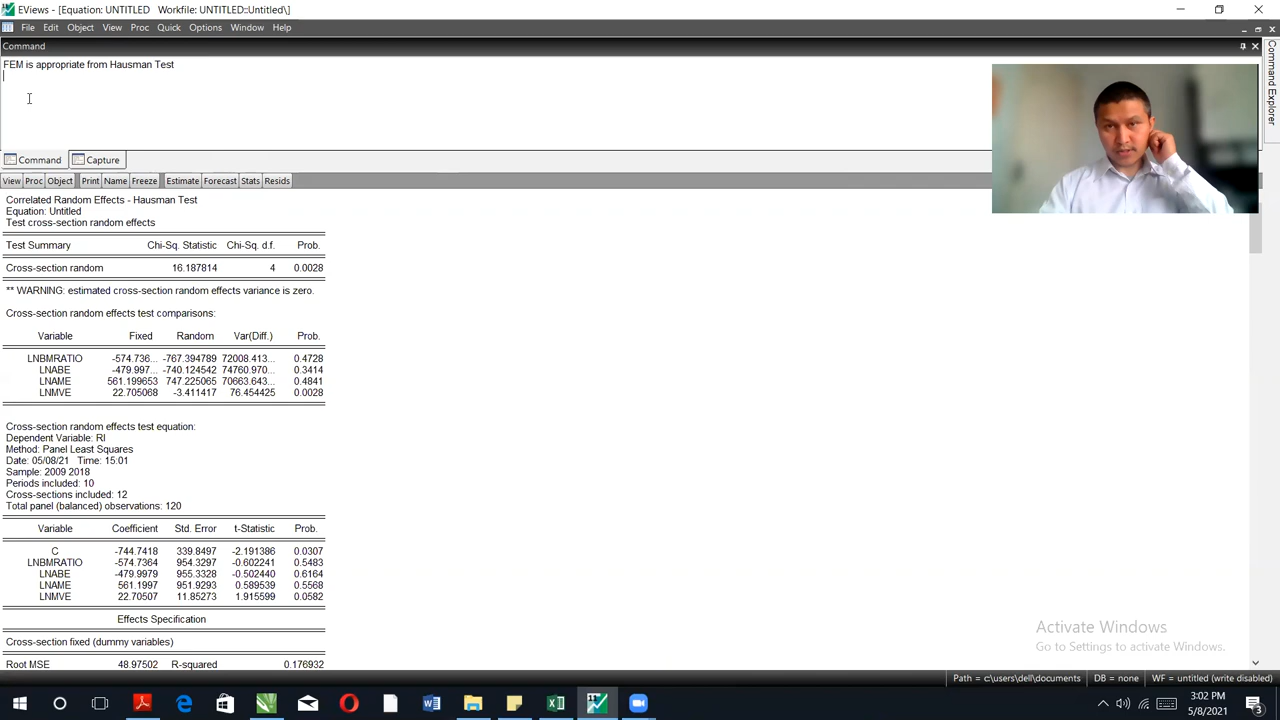 EViews - [Equation: UNTITLED   Workfile: UNTITLED::Untitled\]
File Edit Object View Proc Quick Options Window Help
Command
FEM is appropriate from Hausman Test
Command Explorer
Command Capture
View Proc Object Print Name Freeze Estimate Forecast Stats Resids
Correlated Random Effects - Hausman Test
Equation: Untitled
Test cross-section random effects
Test Summary Chi-Sq. Statistic Chi-Sq. d.f. Prob.
Cross-section random 16.187814 4 0.0028
** WARNING: estimated cross-section random effects variance is zero.
Cross-section random effects test comparisons:
Variable Fixed Random Var(Diff.) Prob.
LNBMRATIO -574.736... -767.394789 72008.413... 0.4728
LNABE -479.997... -740.124542 74760.970... 0.3414
LNAME 561.199653 747.225065 70663.643... 0.4841
LNMVE 22.705068 -3.411417 76.454425 0.0028
Cross-section random effects test equation:
Dependent Variable: RI
Method: Panel Least Squares
Date: 05/08/21 Time: 15:01
Sample: 2009 2018
Periods included: 10
Cross-sections included: 12
Total panel (balanced) observations: 120
Variable Coefficient Std. Error t-Statistic Prob.
C -744.7418 339.8497 -2.191386 0.0307
LNBMRATIO -574.7364 954.3297 -0.602241 0.5483
LNABE -479.9979 955.3328 -0.502440 0.6164
LNAME 561.1997 951.9293 0.589539 0.5568
LNMVE 22.70507 11.85273 1.915599 0.0582
Effects Specification
Cross-section fixed (dummy variables)
Root MSE 48.97502 R-squared 0.176932
Activate Windows
Go to Settings to activate Windows.
Path = c:\users\dell\documents DB = none WF = untitled (write disabled)
3:02 PM
5/8/2021
3